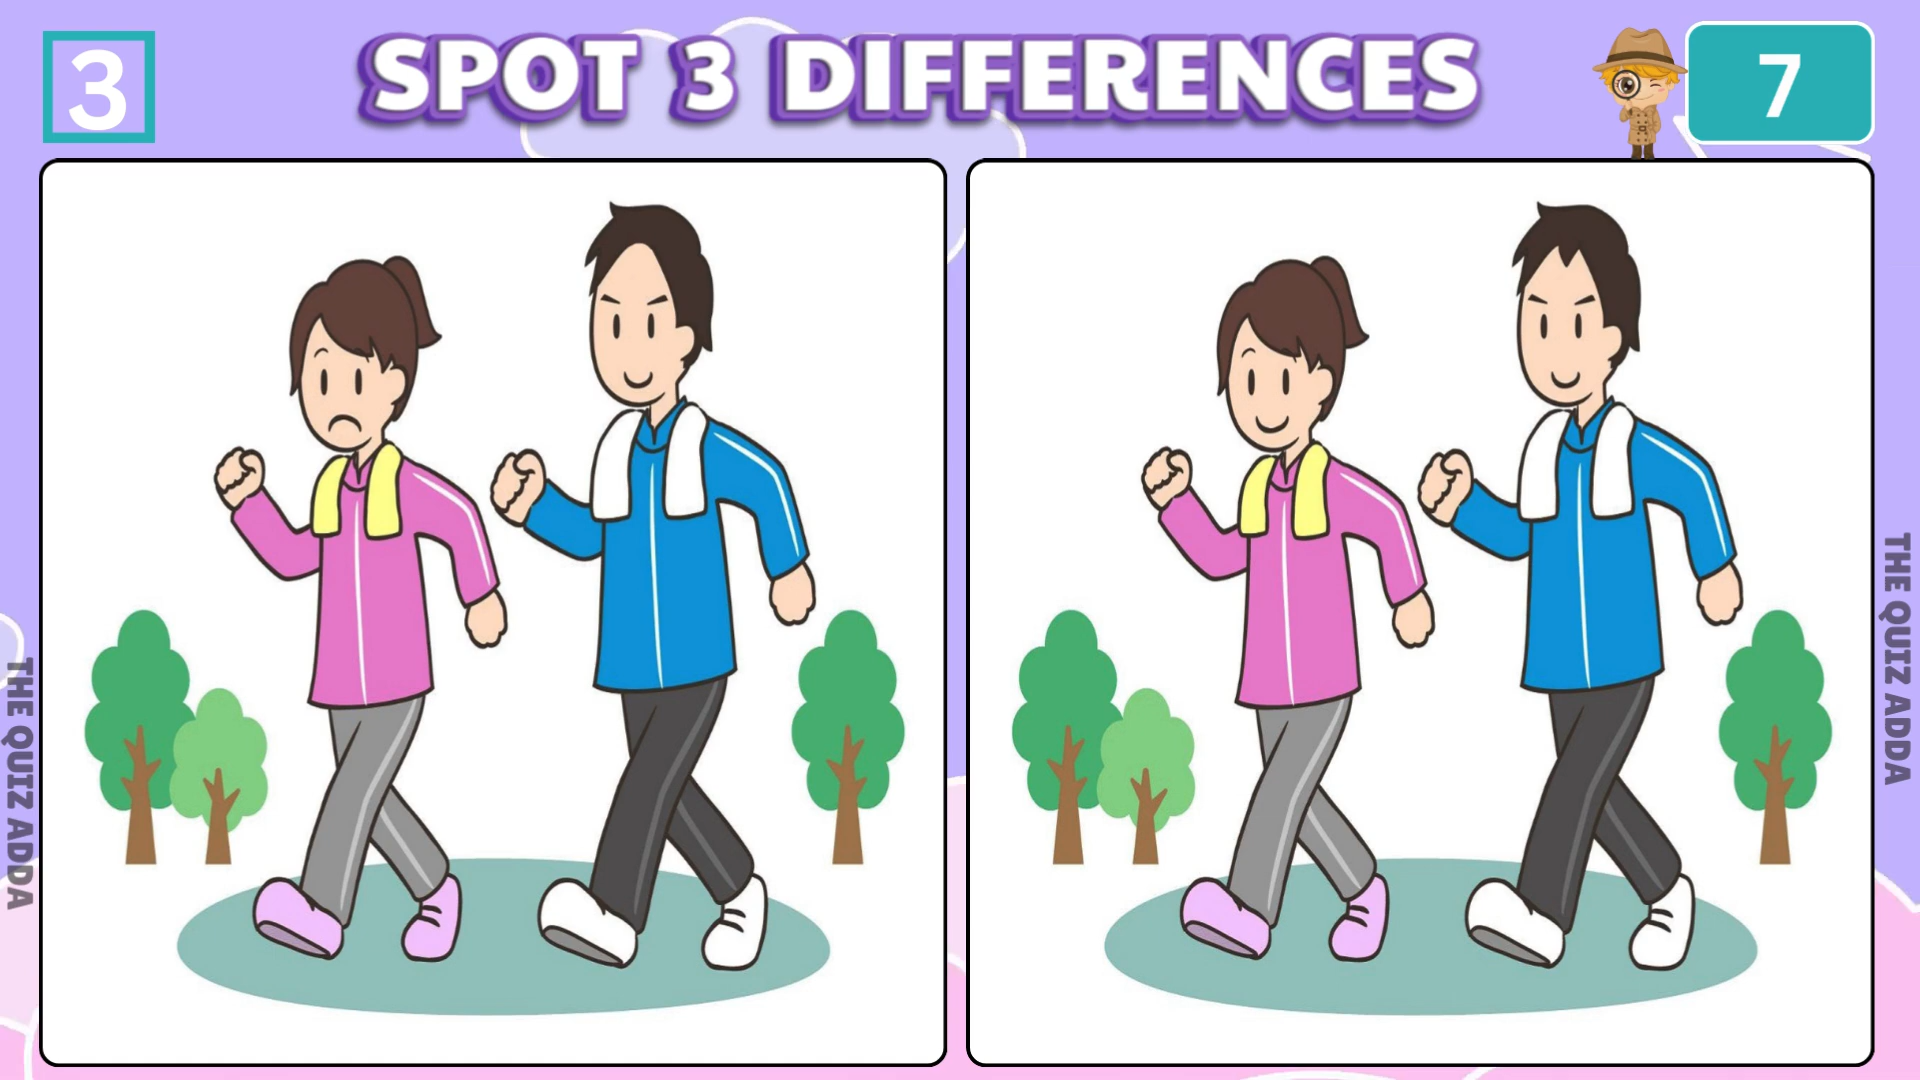 3
SPOT 3 DIFFERENCES
7
THE QUIZ ADDA
THE QUIZ ADDA